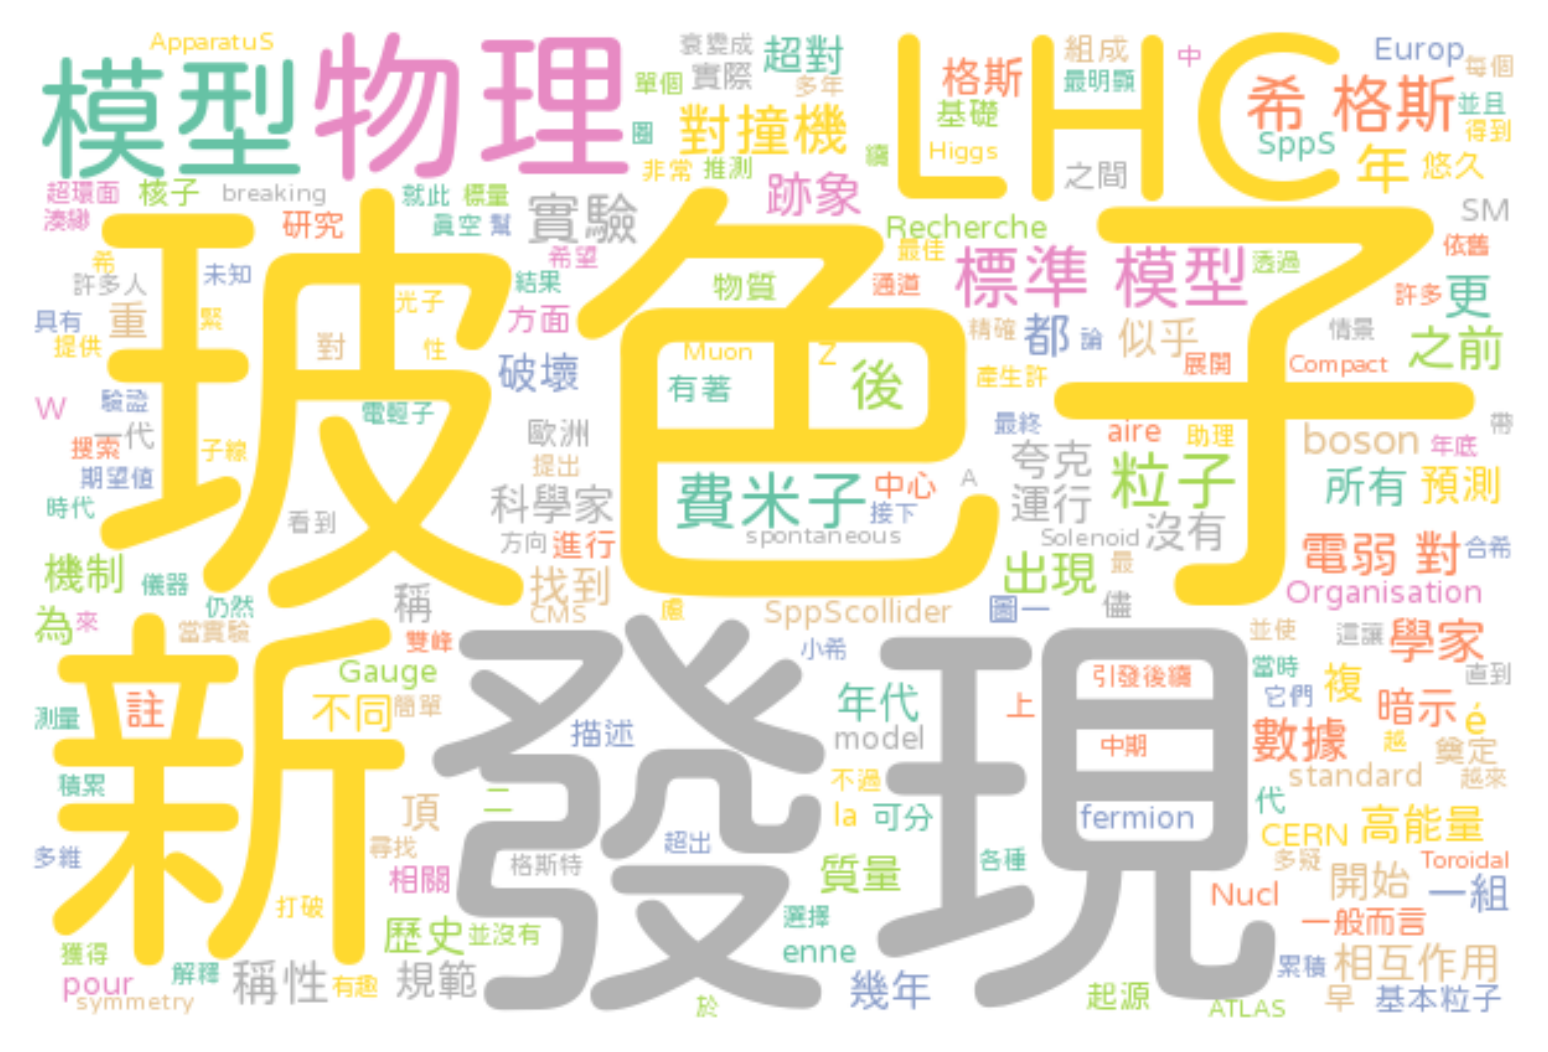 ApparatuS
模型
物理
衰變成
超對
實際
單個
多年
對撞機
圈
非常
推測
續
跡象
LHC
格斯
基礎
Higgs
組成
最明顯
中
之間
希 格斯
Europ
每個
並且
SppS
得到
年
悠久
超環面
核子
breaking
就此
標量
湊巒
研究
真空
幫
實驗
希望
Recherche
最佳
SM
依舊
玻色子
希
未知
許多人
具有
緊
重
提供
光子
對
性
結果
方面
破壞
物質
通道
標準 模型
透過
許多
更
精確
都
論
似乎
情景
之前
展開
Compact
Muon
Z
有著
後
產生許
W
驗證
一代
搜索
子線
期望值
時代
看到
電輕子
歐洲
提出
科學家
方向
進行
費米子
中心
接下
A
spontaneous
最終
aire
助理
boson
年底
帶
夸克
運行
粒子
所有
預測
Solenoid
沒有
電弱 對
合希
機制
儀器
仍然
為
來
當實驗
稱
找到
CMS
慮
SppScollider
出現
最
圖一
儘
Organisation
並使
這讓
學家
直到
新發現
雙峰
Gauge
小希
引發後續
當時
它們
複
暗示
é
註
不同
簡單
測量
描述
年代
model
上
中期
數據
越
奠定
standard
越來
積累
二
頂
不過
la
可分
fermion
代
CERN
高能量
多維
尋找
相關
格斯特
超出
質量
各種
多疑
Toroidal
開始
一組
Nucl
打破
歷史
並沒有
選擇
enne
一般而言
獲得
pour
解釋
稱性
有趣
規範
symmetry
於
幾年
累積
相互作用
起源
ATLAS
早
基本粒子